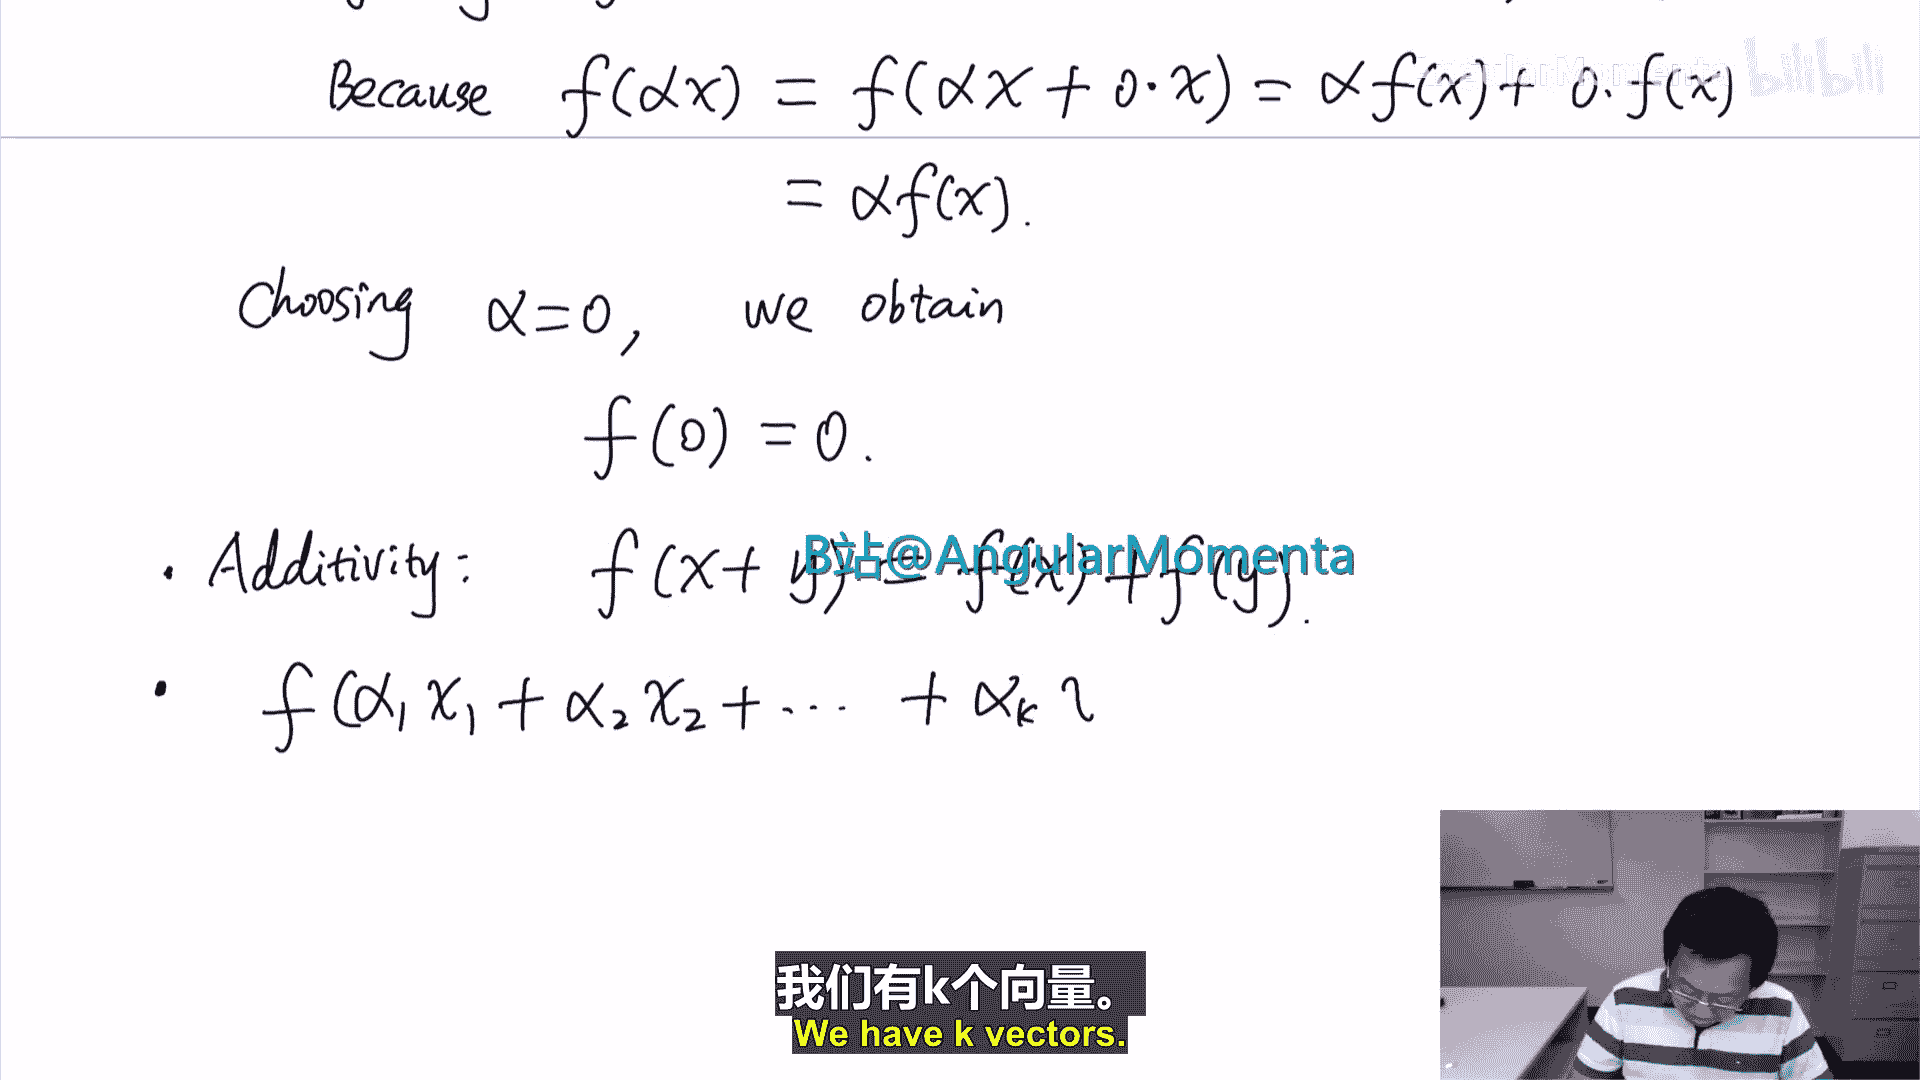 Because f(αx) = f(αx + 0·x) = αf(x) + 0·f(x)
bilibili
= αf(x).
Choosing α=0, we obtain
f(0) = 0.
· Additivity: f(x+y) = f(x)+f(y).
B站@AngularMomenta
· f(α₁x₁ + α₂x₂ + ... + αₖ
我们有k个向量。
We have k vectors.